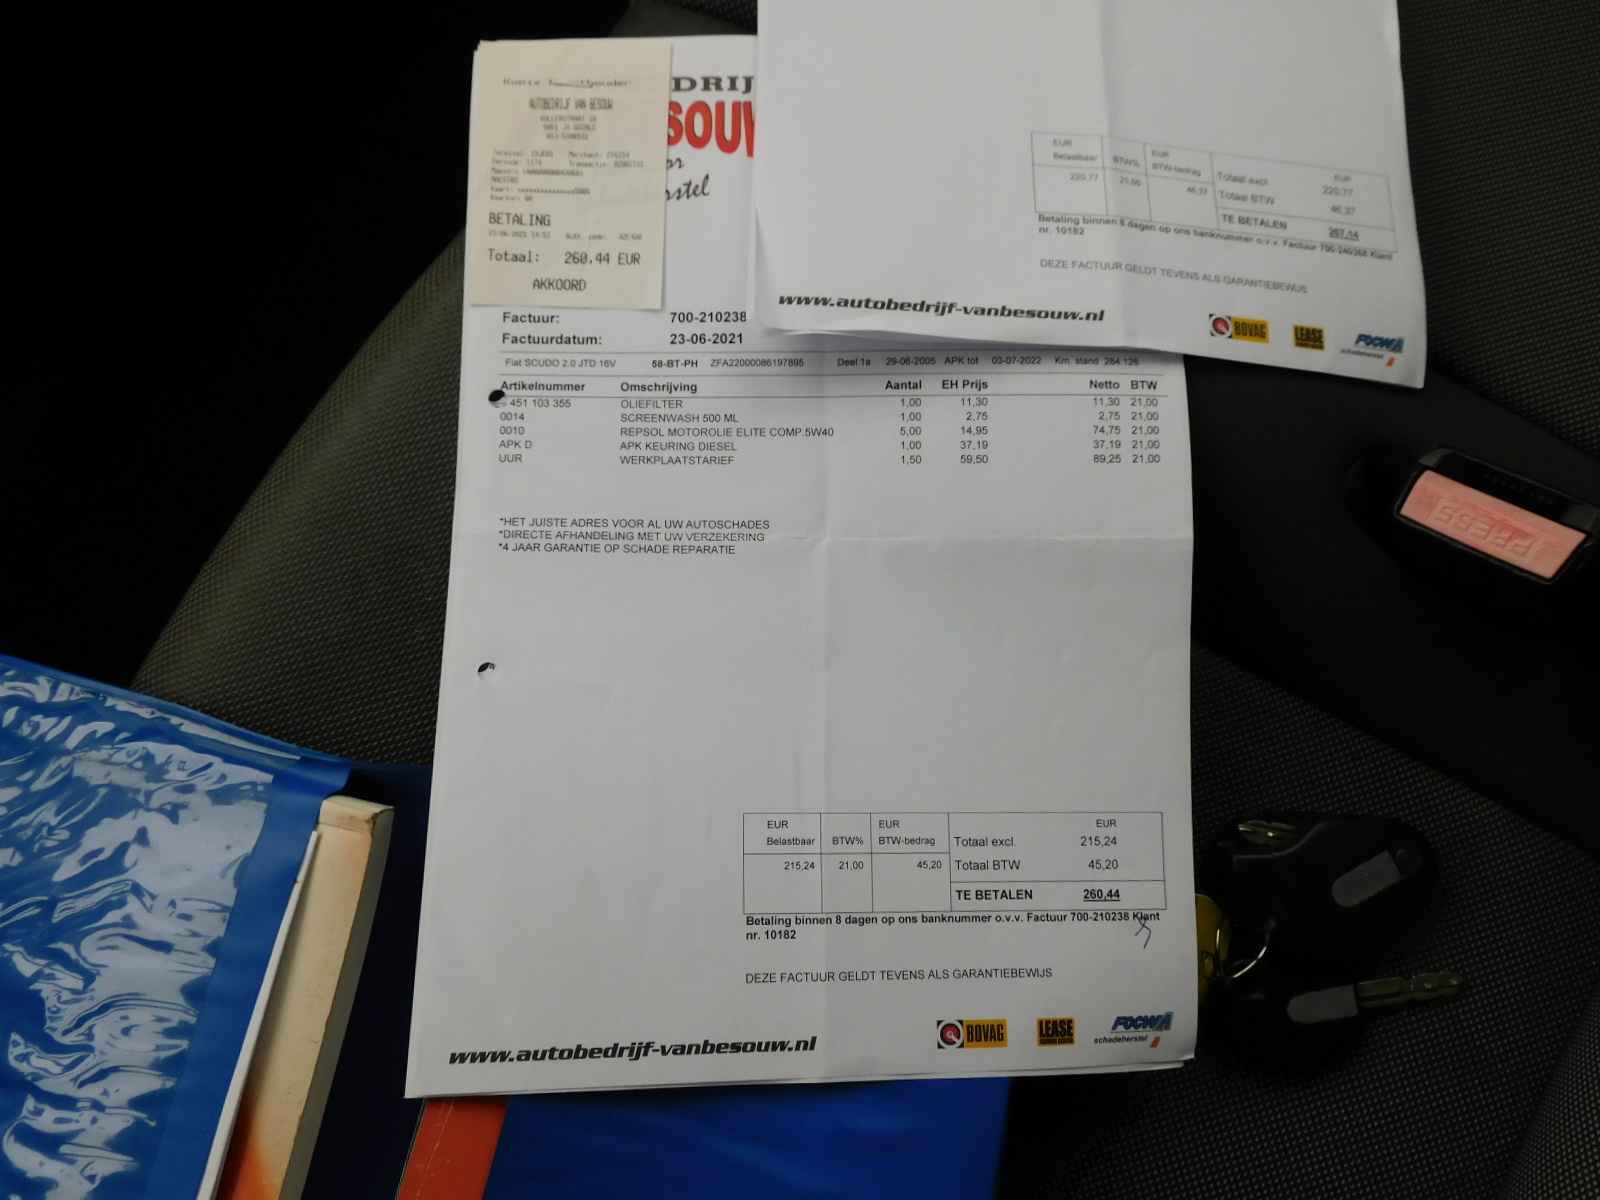 AUTOBEDRIJF VAN BESOUW
BETALING
Totaal: 260,44 EUR
AKKOORD
DRIJ
SOUW
or
rstel
EUR EUR EUR
Belastbaar BTW% BTW-bedrag Totaal excl. 220,77
220,77 21,00 46,37 Totaal BTW 46,37
TE BETALEN 267,14
Betaling binnen 8 dagen op ons banknummer o.v.v. Factuur 700-240368 Klant
nr. 10182
DEZE FACTUUR GELDT TEVENS ALS GARANTIEBEWIJS
www.autobedrijf-vanbesouw.nl
BOVAG LEASE FOCWA
schadeherstel
Factuur: 700-210238
Factuurdatum: 23-06-2021
Fiat SCUDO 2.0 JTD 16V 58-BT-PH ZFA22000086197895 Deel 1a 29-06-2005 APK tot 03-07-2022 Km. stand 284.126
Artikelnummer Omschrijving Aantal EH Prijs Netto BTW
451 103 355 OLIEFILTER 1,00 11,30 11,30 21,00
0014 SCREENWASH 500 ML 1,00 2,75 2,75 21,00
0010 REPSOL MOTOROLIE ELITE COMP.5W40 5,00 14,95 74,75 21,00
APK D APK KEURING DIESEL 1,00 37,19 37,19 21,00
UUR WERKPLAATSTARIEF 1,50 59,50 89,25 21,00
PRESS
*HET JUISTE ADRES VOOR AL UW AUTOSCHADES
*DIRECTE AFHANDELING MET UW VERZEKERING
*4 JAAR GARANTIE OP SCHADE REPARATIE
EUR EUR EUR
Belastbaar BTW% BTW-bedrag Totaal excl. 215,24
215,24 21,00 45,20 Totaal BTW 45,20
TE BETALEN 260,44
Betaling binnen 8 dagen op ons banknummer o.v.v. Factuur 700-210238 Klant
nr. 10182
DEZE FACTUUR GELDT TEVENS ALS GARANTIEBEWIJS
www.autobedrijf-vanbesouw.nl
BOVAG LEASE FOCWA
schadeherstel